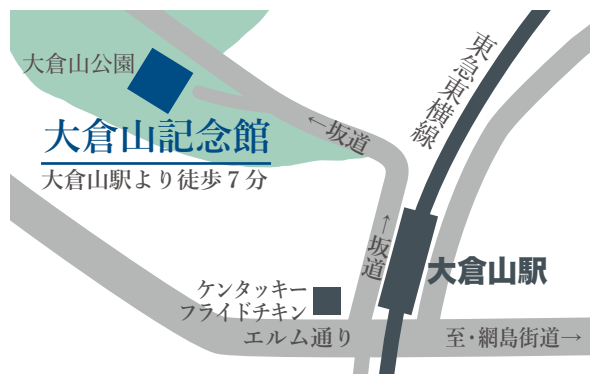 大倉山公園
大倉山記念館
大倉山駅より徒歩7分
東急東横線
←坂道
←坂道
大倉山駅
ケンタッキー
フライドチキン
エルム通り
至・綱島街道→